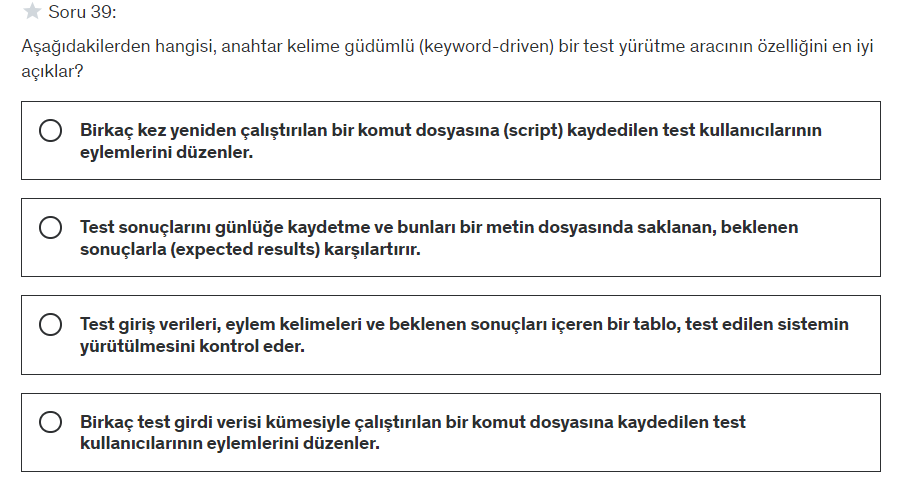 Soru 39:
Aşağıdakilerden hangisi, anahtar kelime güdümlü (keyword-driven) bir test yürütme aracının özelliğini en iyi
açıklar?
Birkaç kez yeniden çalıştırılan bir komut dosyasına (script) kaydedilen test kullanıcılarının
eylemlerini düzenler.
Test sonuçlarını günlüğe kaydetme ve bunları bir metin dosyasında saklanan, beklenen
sonuçlarla (expected results) karşılartırır.
Test giriş verileri, eylem kelimeleri ve beklenen sonuçları içeren bir tablo, test edilen sistemin
yürütülmesini kontrol eder.
Birkaç test girdi verisi kümesiyle çalıştırılan bir komut dosyasına kaydedilen test
kullanıcılarının eylemlerini düzenler.